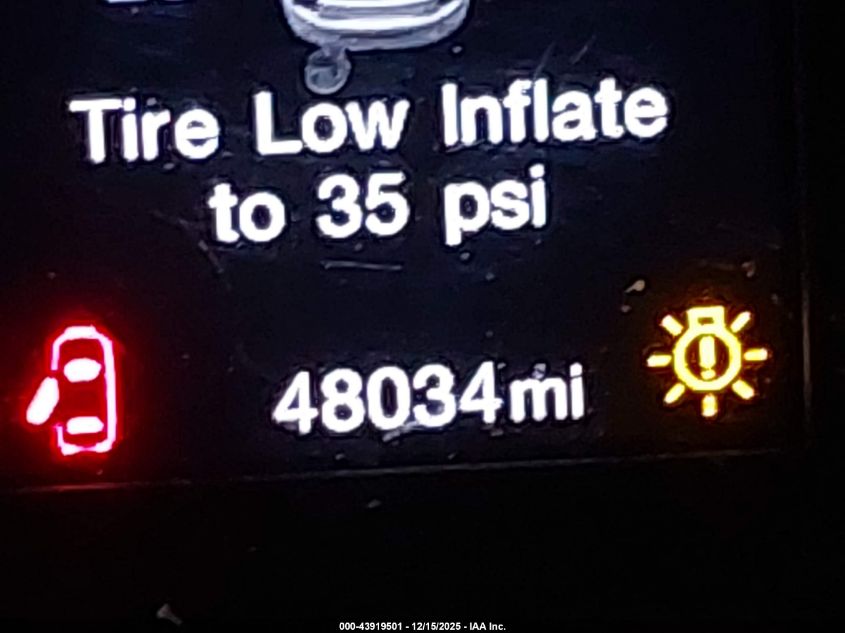 Tire Low Inflate
to 35 psi
48034mi
000-43919501 - 12/15/2025 - IAA Inc.